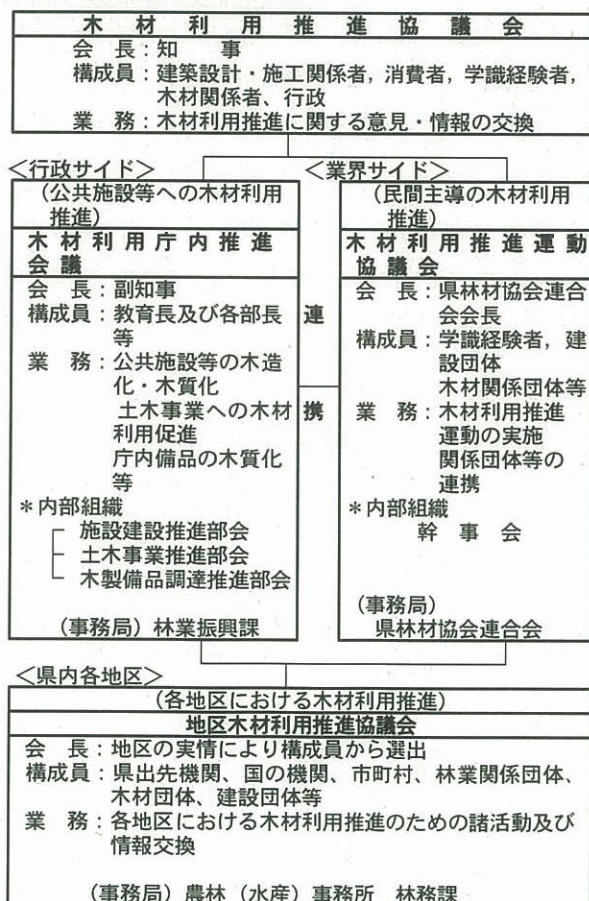 木材利用推進協議会
会　長：知　事
構成員：建築設計・施工関係者，消費者，学識経験者，
木材関係者、行政
業　務：木材利用推進に関する意見・情報の交換
＜行政サイド＞
（公共施設等への木材利用
推進）
木材利用庁内推進
会議
会　長：副知事
構成員：教育長及び各部長
等
業　務：公共施設等の木造
化・木質化
土木事業への木材
利用促進
庁内備品の木質化
等
＊内部組織
施設建設推進部会
土木事業推進部会
木製備品調達推進部会
（事務局）林業振興課
連
携
＜業界サイド＞
（民間主導の木材利用
推進）
木材利用推進運動
協議会
会　長：県林材協会連合
会会長
構成員：学識経験者，建
設団体
木材関係団体等
業　務：木材利用推進
運動の実施
関係団体等の
連携
＊内部組織
幹　事　会
（事務局）
県林材協会連合会
＜県内各地区＞
（各地区における木材利用推進）
地区木材利用推進協議会
会　長：地区の実情により構成員から選出
構成員：県出先機関、国の機関、市町村、林業関係団体、
木材団体、建設団体等
業　務：各地区における木材利用推進のための諸活動及び
情報交換
（事務局）農林（水産）事務所　林務課